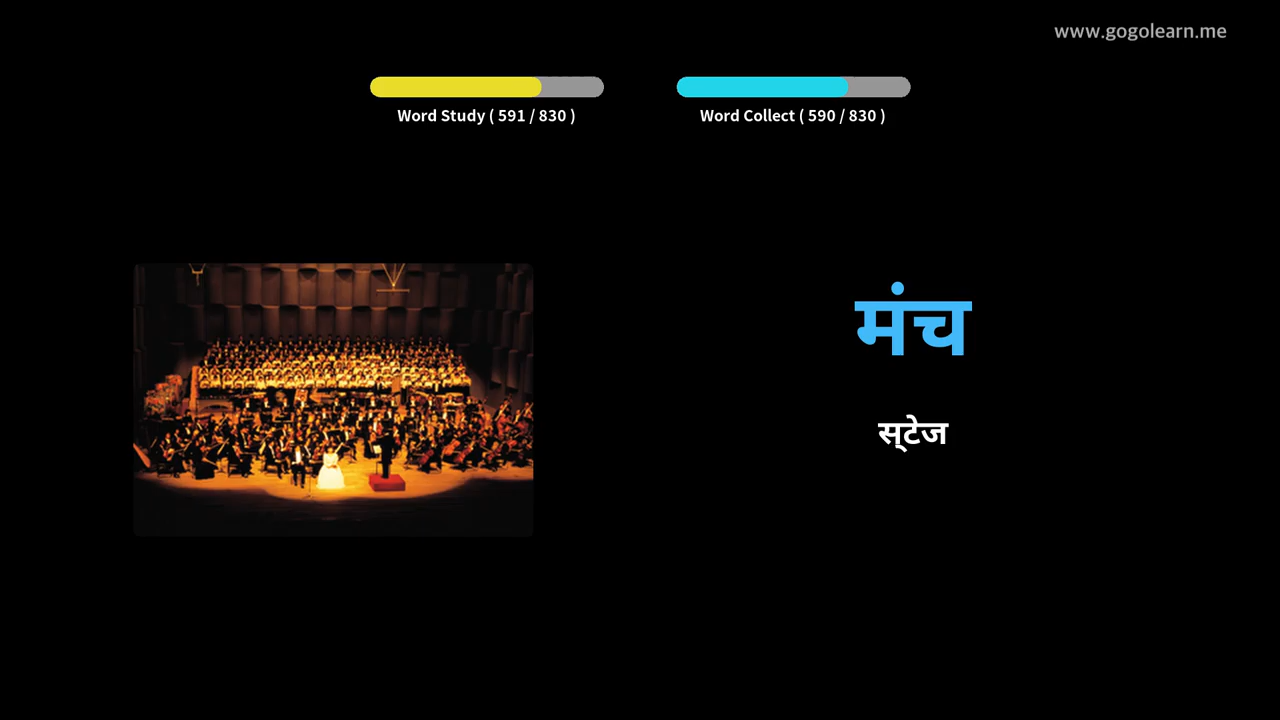 www.gogolearn.me
Word Study ( 591 / 830 )
Word Collect ( 590 / 830 )
मंच
स्‌टेज